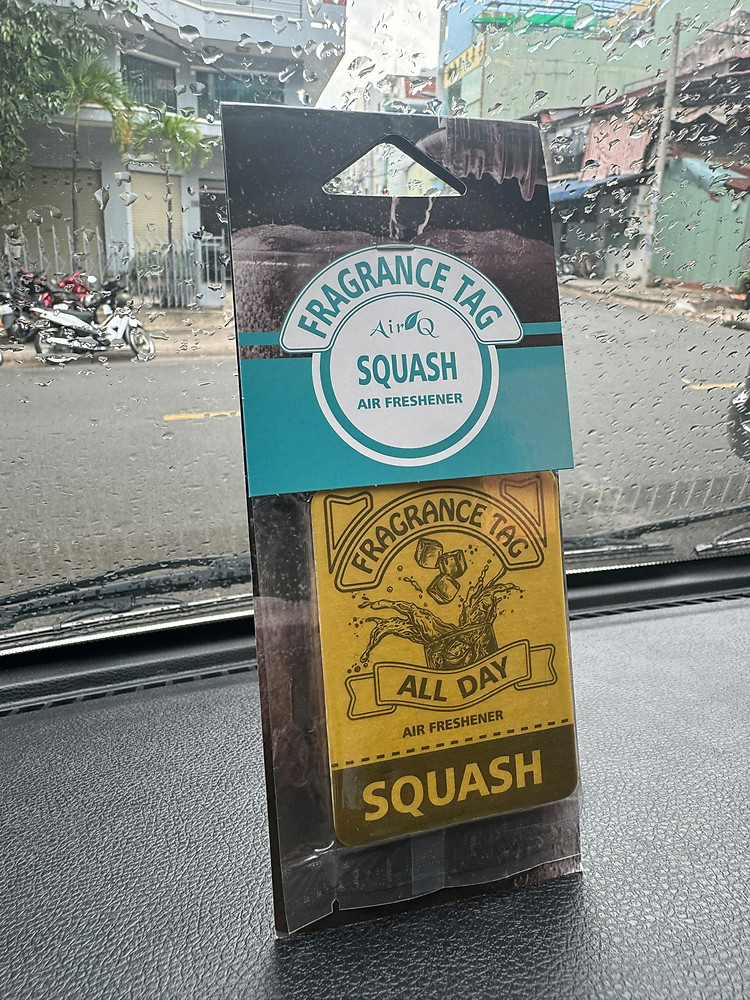 FRAGRANCE TAG
AirQ
SQUASH
AIR FRESHENER
FRAGRANCE TAG
ALL DAY
AIR FRESHENER
SQUASH